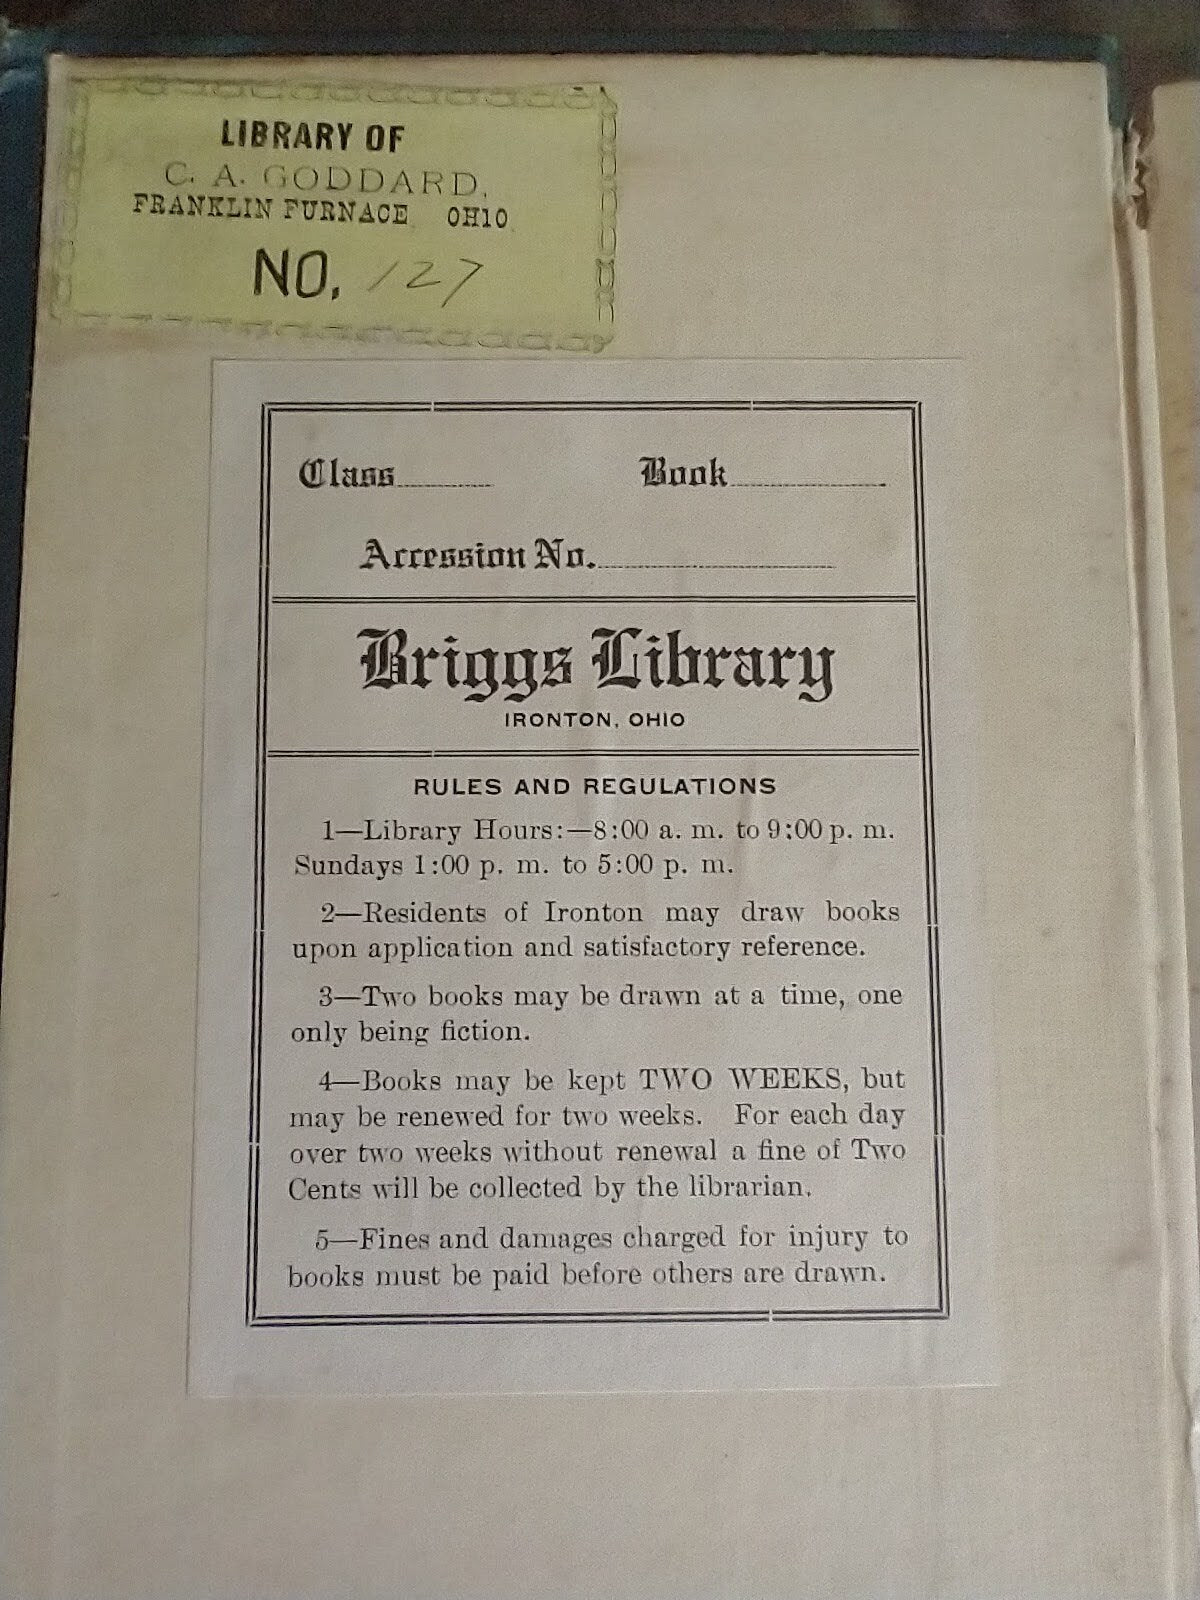 LIBRARY OF
C. A. GODDARD,
FRANKLIN FURNACE, OHIO.
NO. 127
Class
Book
Accession No.
Briggs Library
IRONTON, OHIO
RULES AND REGULATIONS
1—Library Hours:—8:00 a. m. to 9:00 p. m.
Sundays 1:00 p. m. to 5:00 p. m.
2—Residents of Ironton may draw books
upon application and satisfactory reference.
3—Two books may be drawn at a time, one
only being fiction.
4—Books may be kept TWO WEEKS, but
may be renewed for two weeks. For each day
over two weeks without renewal a fine of Two
Cents will be collected by the librarian.
5—Fines and damages charged for injury to
books must be paid before others are drawn.